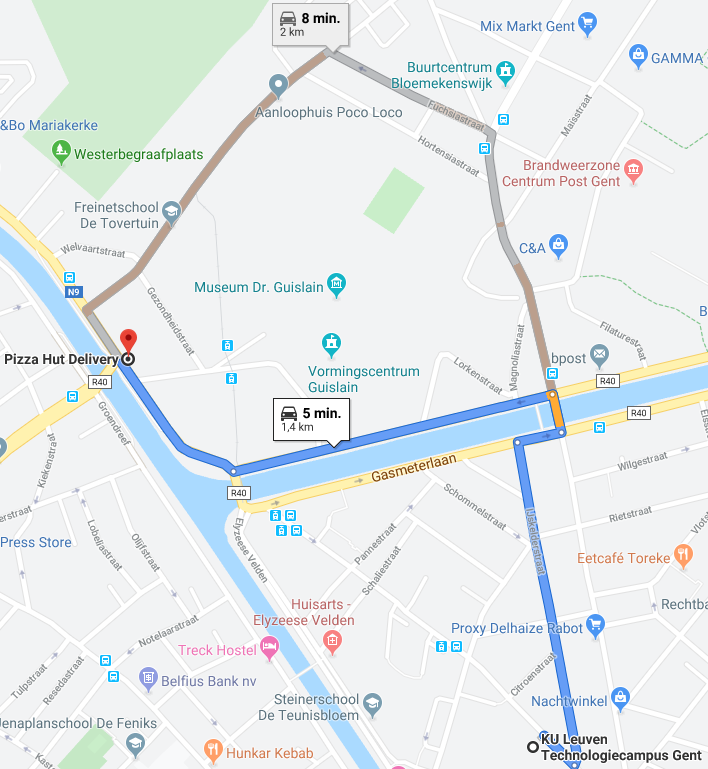 8 min.
2 km
Mix Markt Gent
GAMMA
Buurtcentrum
Bloemekenswijk
Aanloophuis Poco Loco
Fuchsiastraat
Maïsstraat
&Bo Mariakerke
Hortensiastraat
Westerbegraafplaats
Brandweerzone
Centrum Post Gent
Freinetschool
De Tovertuin
Welvaartstraat
C&A
N9
Gezondheidstraat
Museum Dr. Guislain
B
Filaturestraat
Magnoliastraat
Pizza Hut Delivery
Vormingscentrum
Guislain
Lorkenstraat
bpost
R40
R40
Groendreef
5 min.
1,4 km
R40
Kiekenstraat
Gasmeterlaan
Wilgestraat
R40
Schommelstraat
Rietstraat
Elyzeese Velden
IJskelderstraat
Press Store
Lobeliastraat
Olijfstraat
Pannestraat
Schaliestraat
Eetcafé Toreke
Huisarts -
Elyzeese Velden
Rechtba
Notelaarstraat
Proxy Delhaize Rabot
Treck Hostel
Tulpstraat
Resedastraat
Belfius Bank nv
Citroenstraat
Nachtwinkel
Steinerschool
De Teunisbloem
Jenaplanschool De Feniks
KU Leuven
Technologiecampus Gent
Hunkar Kebab